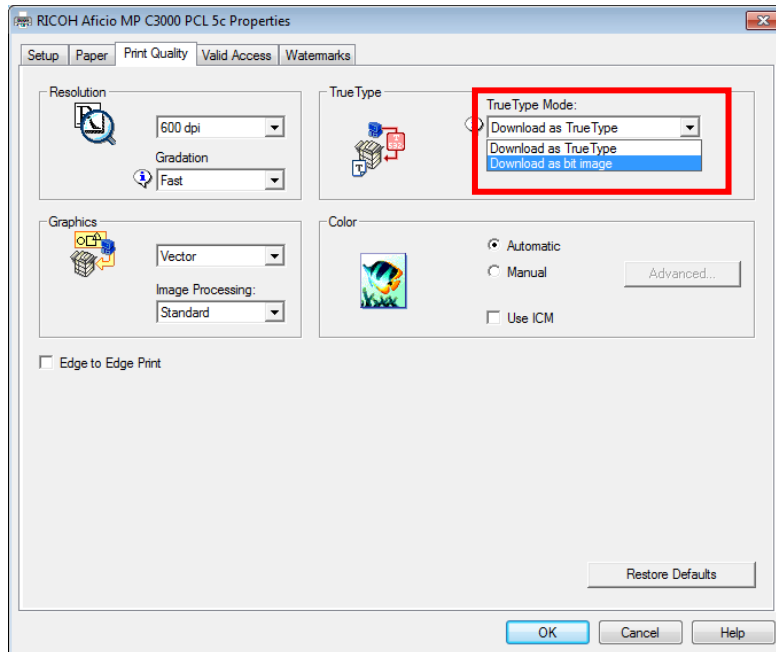 RICOH Aficio MP C3000 PCL 5c Properties
Setup Paper Print Quality Valid Access Watermarks
Resolution
600 dpi
Gradation
Fast
TrueType
TrueType Mode:
Download as TrueType
Download as TrueType
Download as bit image
Graphics
Vector
Image Processing:
Standard
Color
Automatic
Manual
Advanced...
Use ICM
Edge to Edge Print
Restore Defaults
OK Cancel Help